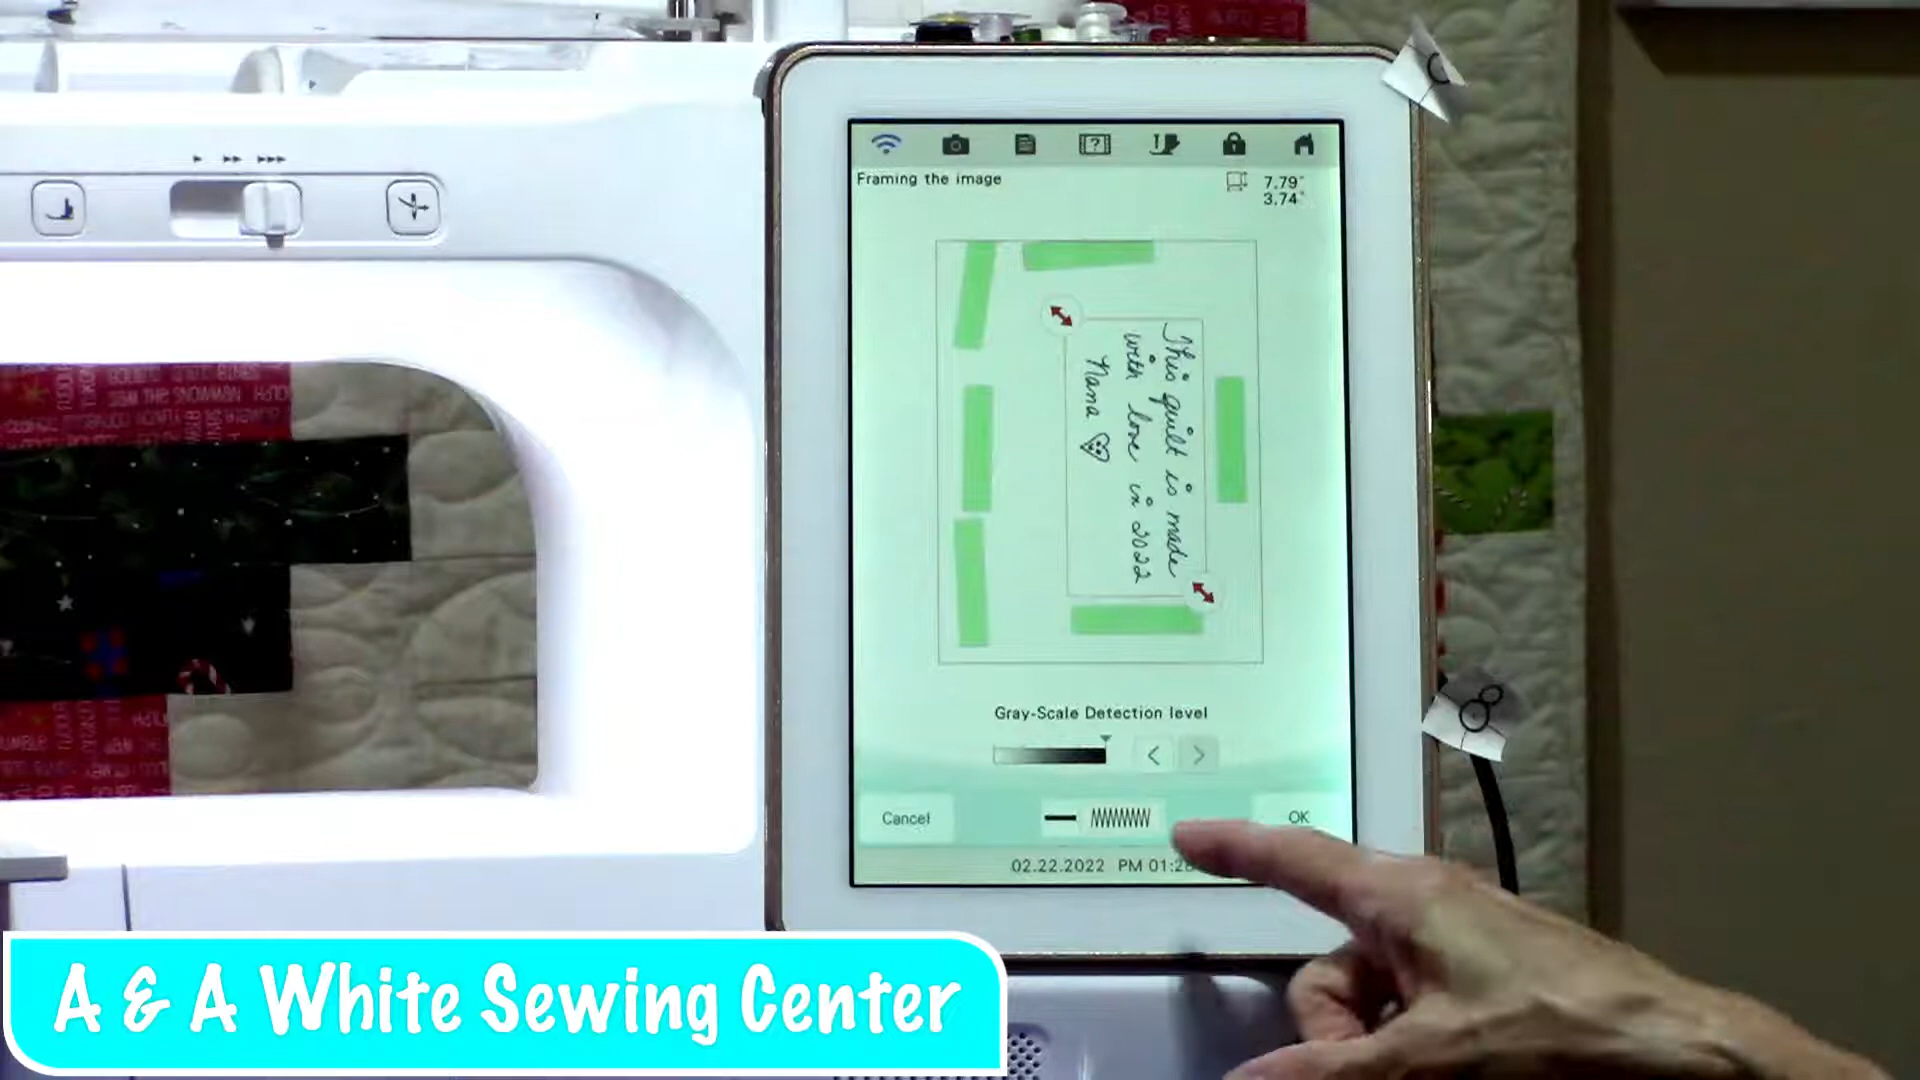 Framing the image
7.79"
3.74"
This quilt is made
with love in 2022
Nana
Gray-Scale Detection level
Cancel
OK
02.22.2022 PM 01:28
A & A White Sewing Center